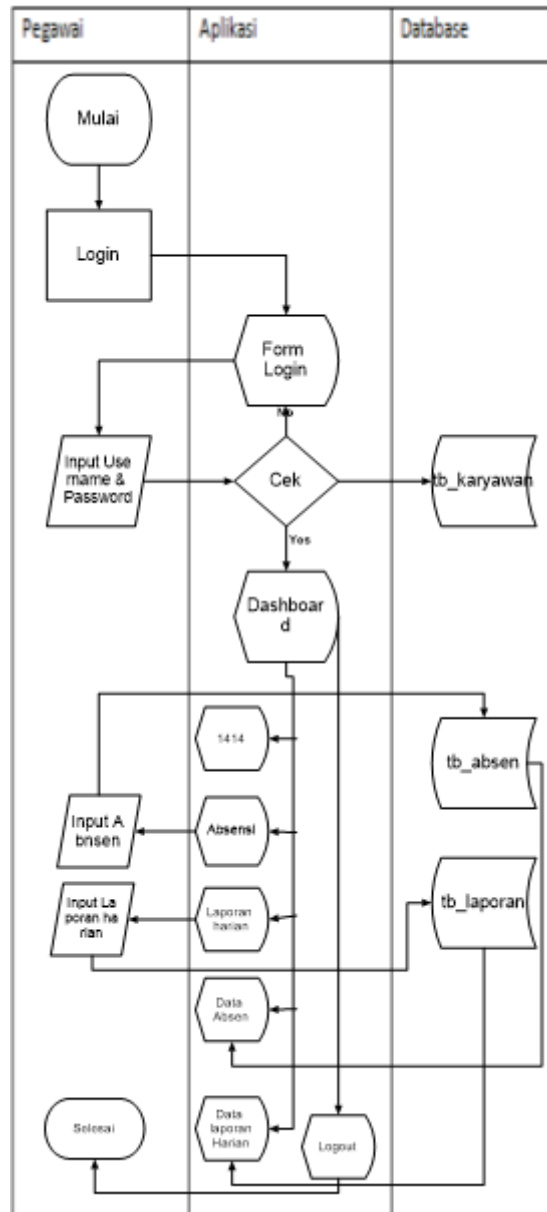 Pegawai
Aplikasi
Database
Mulai
Login
Form
Login
No
Input Use
rname &
Password
Cek
tb_karyawan
Yes
Dashboar
d
1414
tb_absen
Input A
bnsen
Absensi
Input La
poran ha
rian
Laporan
harian
tb_laporan
Data
Absen
Selesai
Data
laporan
Harian
Logout